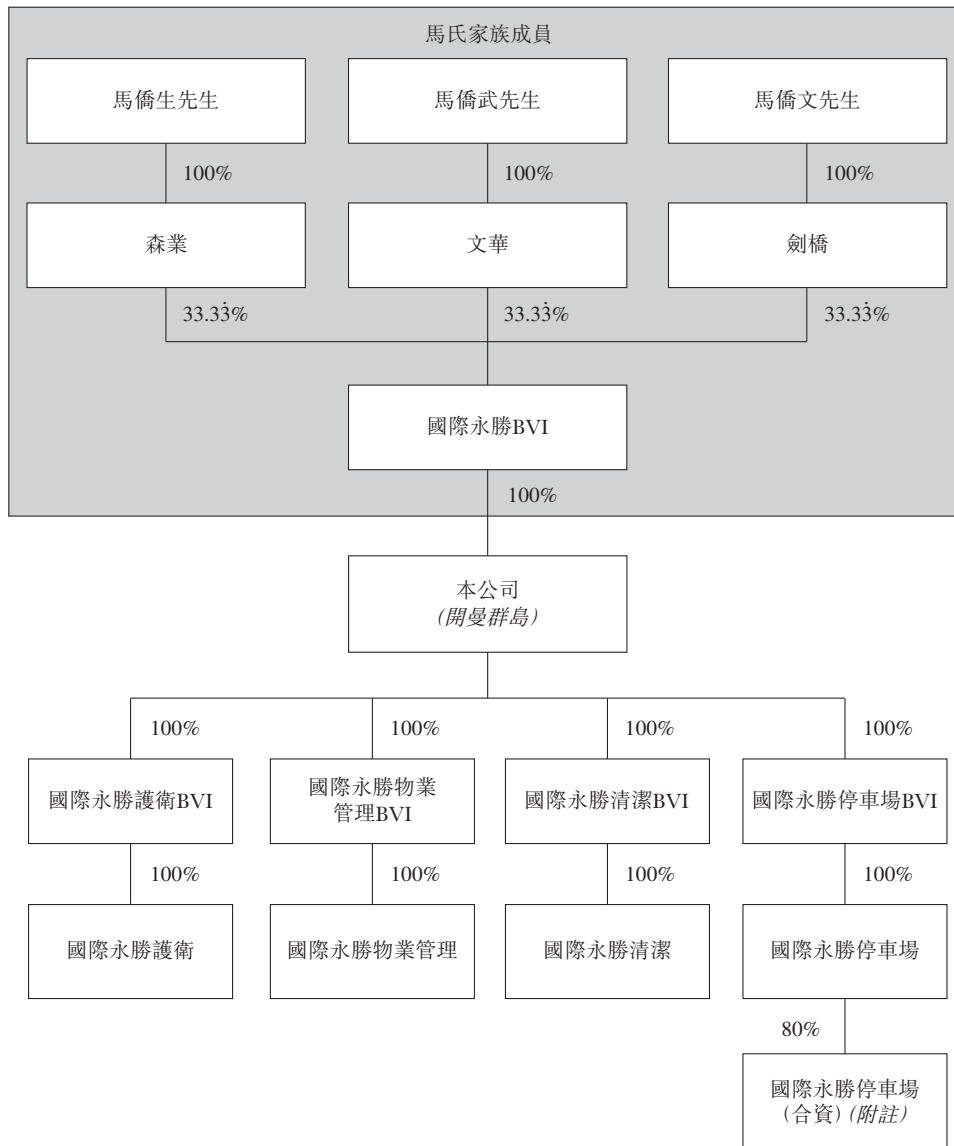 馬氏家族成員
馬僑生先生
馬僑武先生
馬僑文先生
100%
100%
100%
森業
文華
劍橋
33.33̇%
33.33̇%
33.33̇%
國際永勝BVI
100%
本公司
(開曼群島)
100%
100%
100%
100%
國際永勝護衛BVI
國際永勝物業
管理BVI
國際永勝清潔BVI
國際永勝停車場BVI
100%
100%
100%
100%
國際永勝護衛
國際永勝物業管理
國際永勝清潔
國際永勝停車場
80%
國際永勝停車場
(合資) (附註)